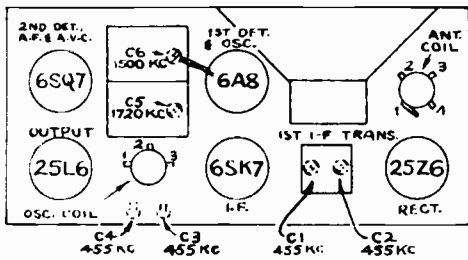 2ND DET.,
A.F. & A.V.C.
6SQ7
C6
1500 KC
C5
1720 KC
1ST DET.
& OSC.
6A8
ANT.
COIL
2
3
1
4
OUTPUT
25L6
1
2
3
OSC. COIL
6SK7
I.F.
1ST I-F TRANS.
25Z6
RECT.
C4
455 KC
C3
455 KC
C1
455 KC
C2
455 KC